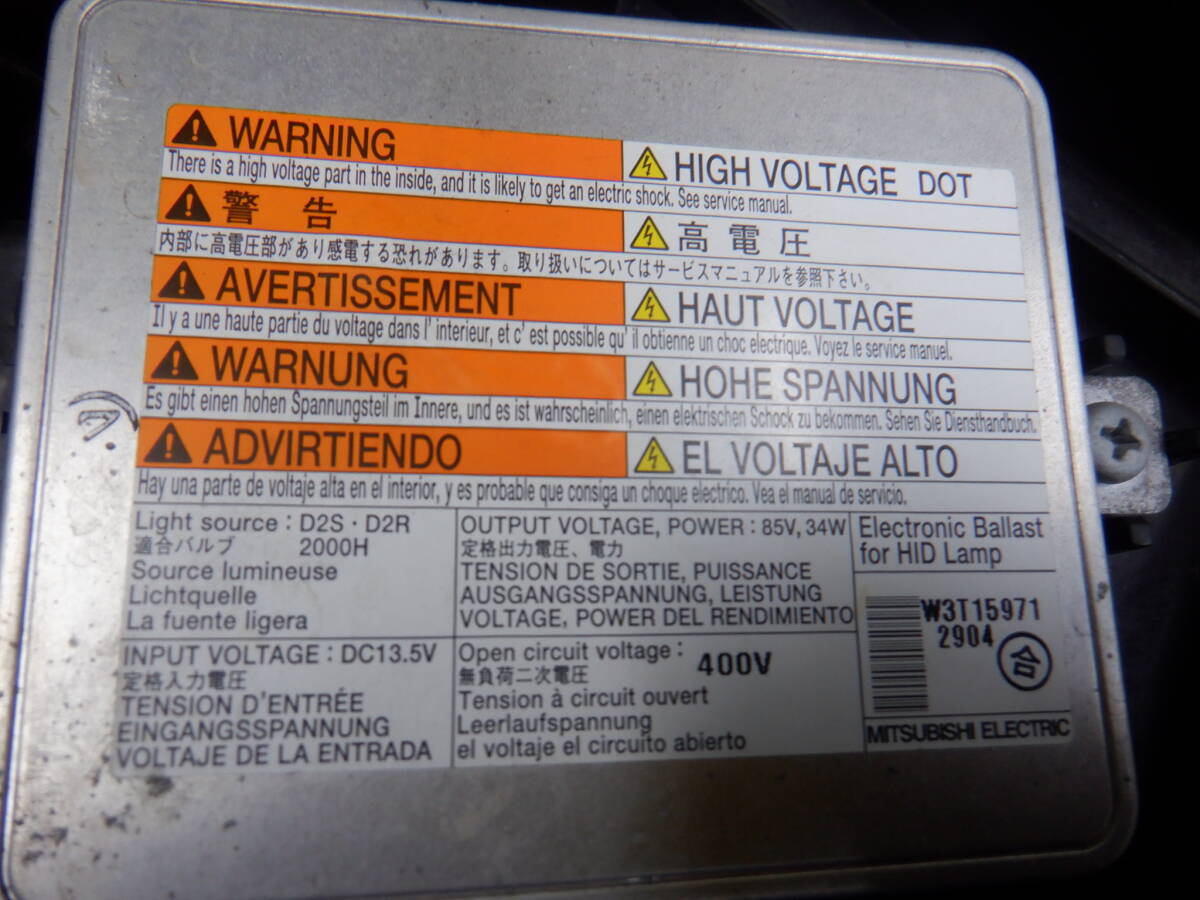 WARNING
HIGH VOLTAGE DOT
There is a high voltage part in the inside, and it is likely to get an electric shock. See service manual.
警 告
高 電 圧
内部に高電圧部があり感電する恐れがあります。取り扱いについてはサービスマニュアルを参照下さい。
AVERTISSEMENT
HAUT VOLTAGE
Il y a une haute partie du voltage dans l' interieur, et c' est possible qu' il obtienne un choc electrique. Voyez le service manuel.
WARNUNG
HOHE SPANNUNG
Es gibt einen hohen Spannungsteil im Innere, und es ist wahrscheinlich, einen elektrischen Schock zu bekommen. Sehen Sie Diensthandbuch.
ADVIRTIENDO
EL VOLTAJE ALTO
Hay una parte de voltaje alta en el interior, y es probable que consiga un choque electrico. Vea el manual de servicio.
Light source : D2S · D2R
適合バルブ 2000H
Source lumineuse
Lichtquelle
La fuente ligera
OUTPUT VOLTAGE, POWER : 85V, 34W
定格出力電圧、電力
TENSION DE SORTIE, PUISSANCE
AUSGANGSSPANNUNG, LEISTUNG
VOLTAGE, POWER DEL RENDIMIENTO
Electronic Ballast
for HID Lamp
INPUT VOLTAGE : DC13.5V
定格入力電圧
TENSION D'ENTRÉE
EINGANGSSPANNUNG
VOLTAJE DE LA ENTRADA
Open circuit voltage : 400V
無負荷二次電圧
Tension à circuit ouvert
Leerlaufspannung
el voltaje el circuito abierto
W3T15971
2904 合
MITSUBISHI ELECTRIC